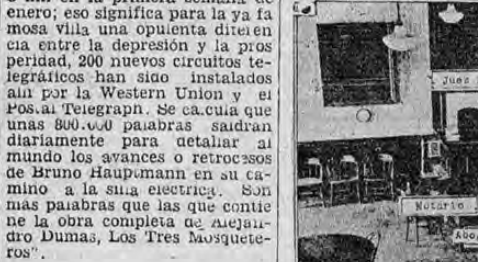 enero; eso significa para la ya fa
mosa villa una opulenta diferen
cia entre la depresión y la pros
peridad, 200 nuevos circuitos te-
legráficos han sido instalados
allí por la Western Union y el
Postal Telegraph. Se calcula que
unas 800.000 palabras saldrán
diariamente para detallar al
mundo los avances o retrocesos
de Bruno Hauptmann en su ca-
mino a la silla electrica. Son
más palabras que las que contie
ne la obra completa de Alejan-
dro Dumas, Los Tres Mosquete-
ros".
Juez
Notario
Abo